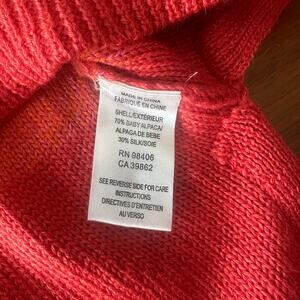 MADE IN CHINA
FABRIQUÉ EN CHINE
SHELL/EXTÉRIEUR
70% BABY ALPACA/
ALPAGA DE BEBE
30% SILK/SOIE
RN 98406
CA 39862
SEE REVERSE SIDE FOR CARE
INSTRUCTIONS
DIRECTIVES D'ENTRETIEN
AU VERSO